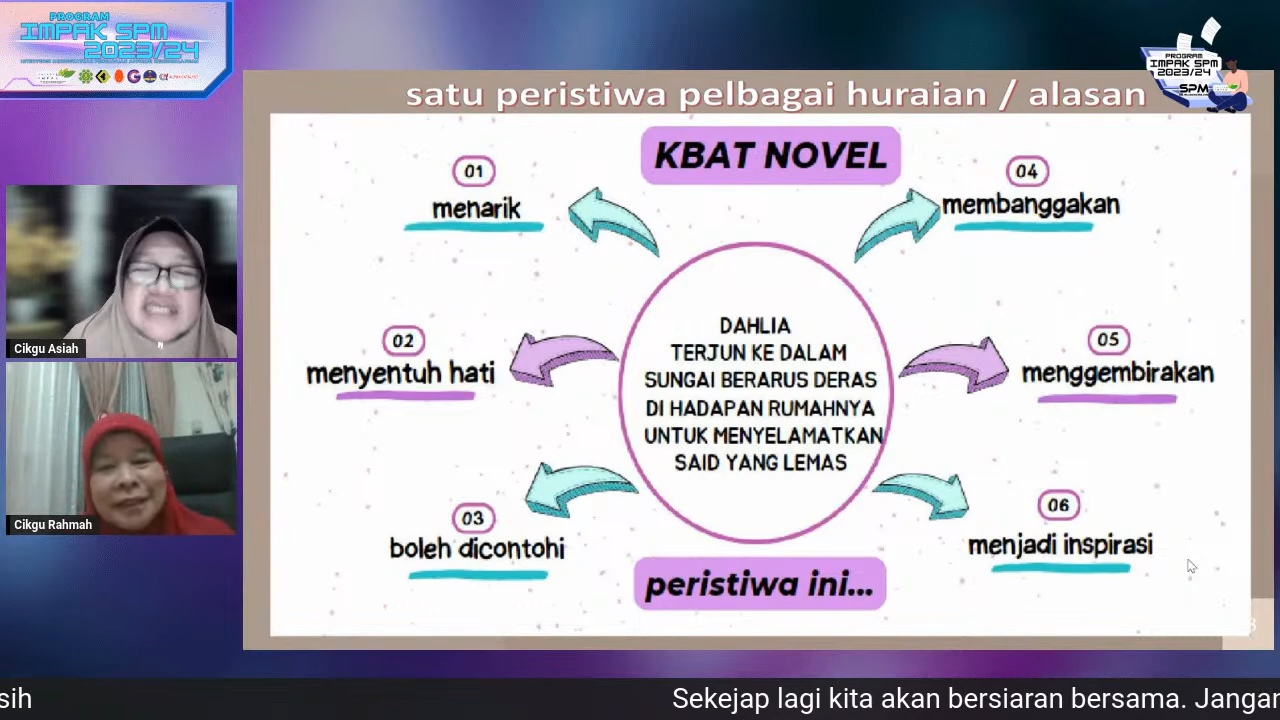 PROGRAM
IMPAK SPM
2023/24
PROGRAM
IMPAK SPM
2023/24
SPM
satu peristiwa pelbagai huraian / alasan
KBAT NOVEL
01
menarik
04
membanggakan
02
menyentuh hati
05
menggembirakan
DAHLIA
TERJUN KE DALAM
SUNGAI BERARUS DERAS
DI HADAPAN RUMAHNYA
UNTUK MENYELAMATKAN
SAID YANG LEMAS
03
boleh dicontohi
06
menjadi inspirasi
peristiwa ini...
Cikgu Asiah
Cikgu Rahmah
sih
Sekejap lagi kita akan bersiaran bersama. Jangan